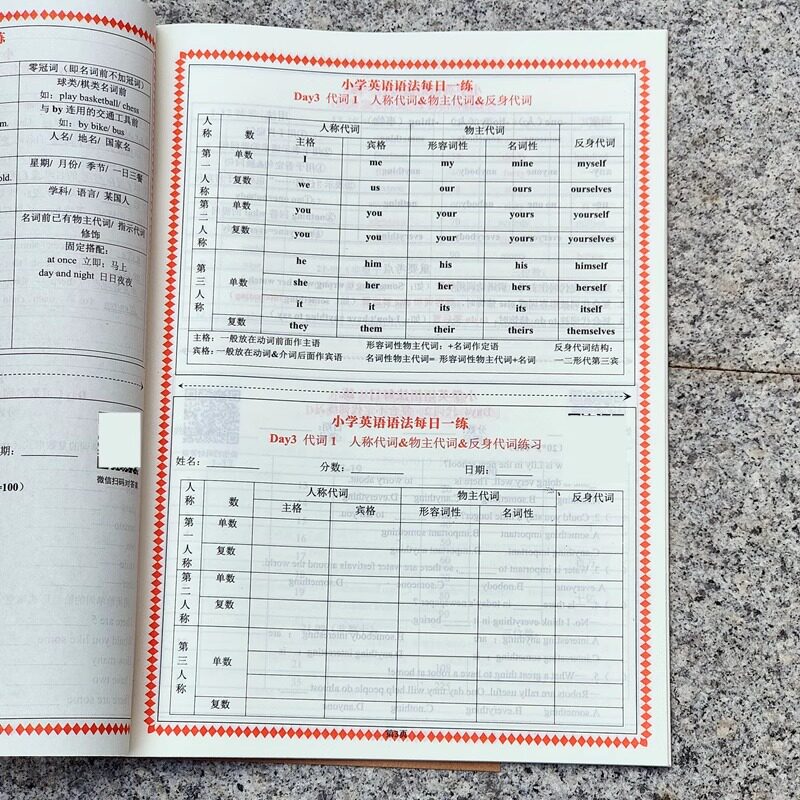 练
零冠词（即名词前不加冠词）
球类/棋类名词前
如：play basketball/ chess
与 by 连用的交通工具前
如：by bike/ bus
人名/ 地名/ 国家名
星期/ 月份/ 季节/ 一日三餐
学科/ 语言/ 某国人
名词前已有物主代词/ 指示代词
修饰
固定搭配：
at once 立即；马上
day and night 日日夜夜
期：
微信扫码对答案
=100）
小学英语语法每日一练
Day3 代词 1 人称代词&物主代词&反身代词
人称 数 人称代词 物主代词 反身代词
主格 宾格 形容词性 名词性
第一人称 单数 I me my mine myself
复数 we us our ours ourselves
第二人称 单数 you you your yours yourself
复数 you you your yours yourselves
第三人称 单数 he him his his himself
she her her hers herself
it it its its itself
复数 they them their theirs themselves
主格：一般放在动词前面作主语 形容词性物主代词：+名词作定语 反身代词结构：
宾格：一般放在动词&介词后面作宾语 名词性物主代词= 形容词性物主代词+名词 一二形代第三宾
小学英语语法每日一练
Day3 代词 1 人称代词&物主代词&反身代词练习
姓名： 分数： 日期：
人称 数 人称代词 物主代词 反身代词
主格 宾格 形容词性 名词性
第一人称 单数
复数
第二人称 单数
复数
第三人称 单数
复数
第3页